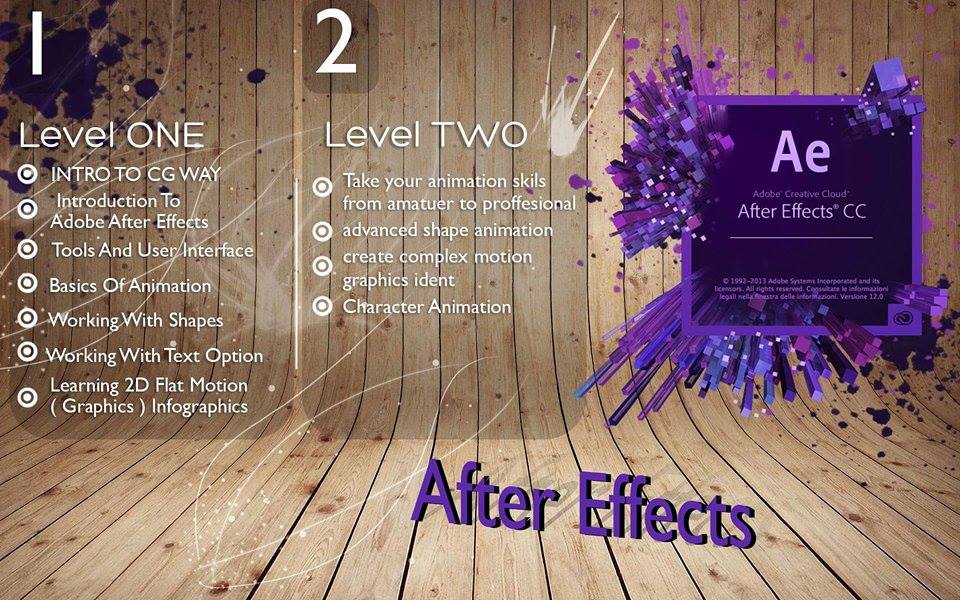 1
Level ONE
INTRO TO CG WAY
Introduction To
Adobe After Effects
Tools And User Interface
Basics Of Animation
Working With Shapes
Working With Text Option
Learning 2D Flat Motion
( Graphics ) Infographics
2
Level TWO
Take your animation skils
from amatuer to proffesional
advanced shape animation
create complex motion
graphics ident
Character Animation
Ae
Adobe® Creative Cloud™
After Effects® CC
© 1992-2013 Adobe Systems Incorporated and its
licensors. All rights reserved. Consultate le informazioni
legali nella finestra delle informazioni. Versione 12.0
After Effects